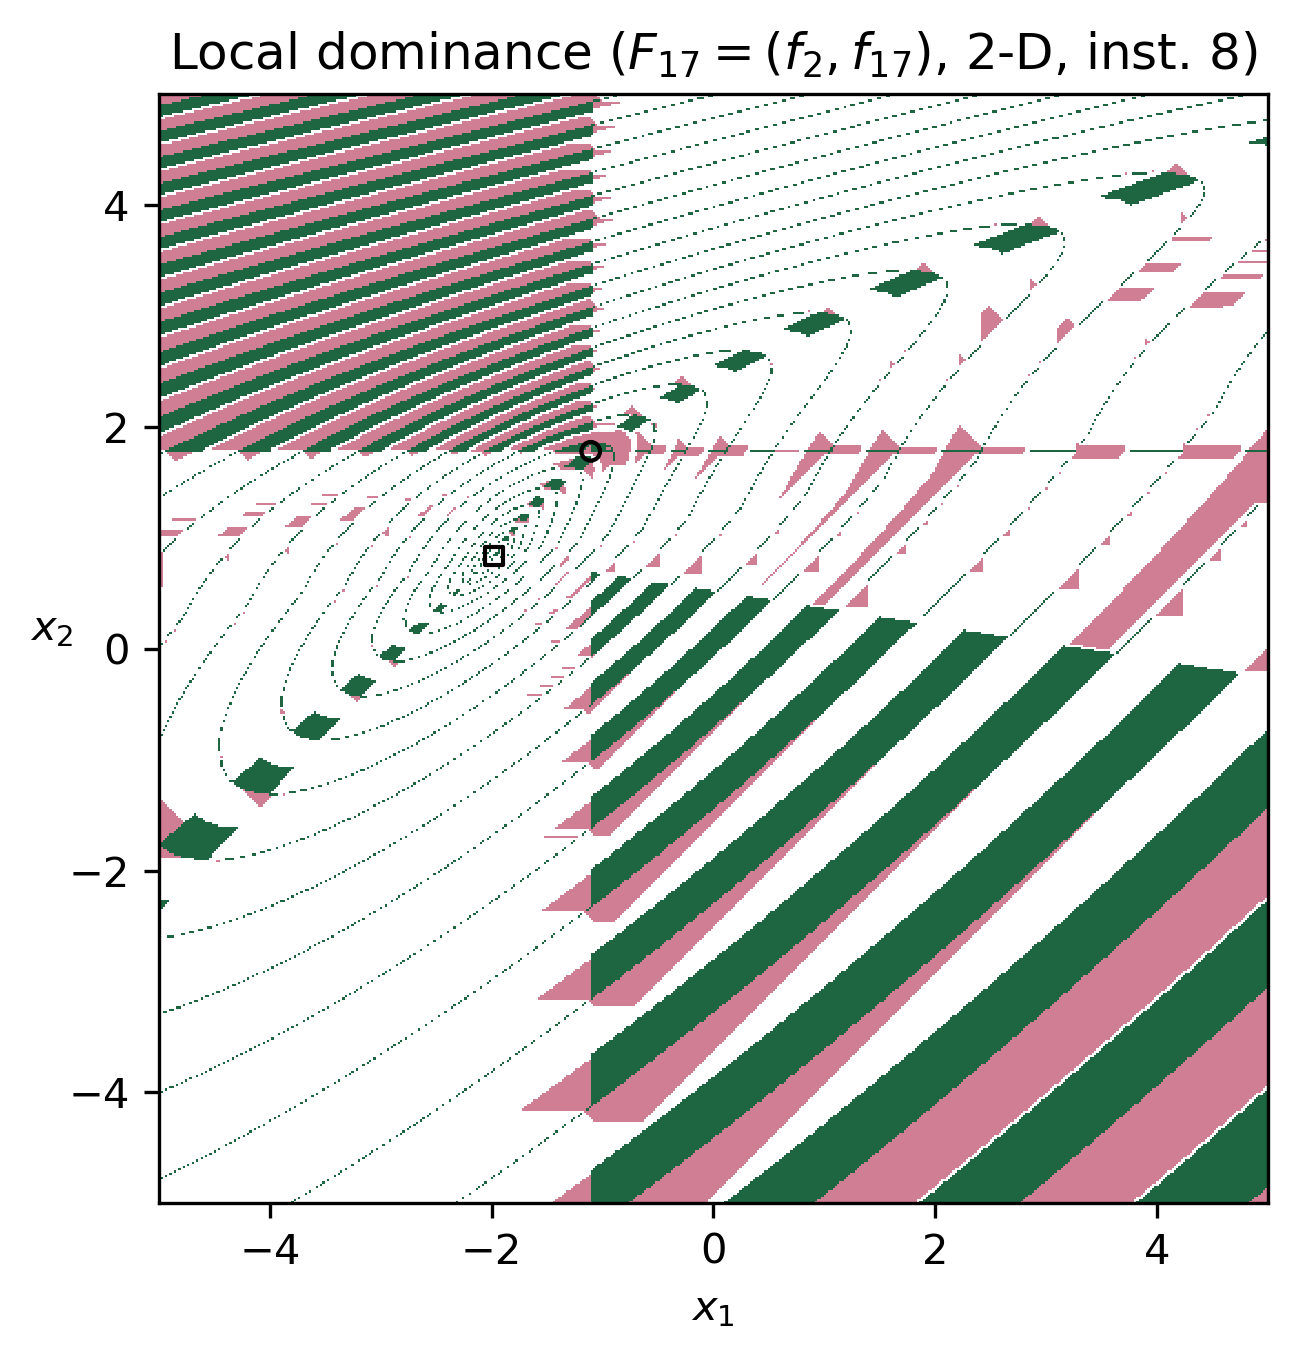 Local dominance (F₁₇ = (f₂, f₁₇), 2-D, inst. 8)
4
2
x₂
0
−2
−4
−4 −2 0 2 4
x₁